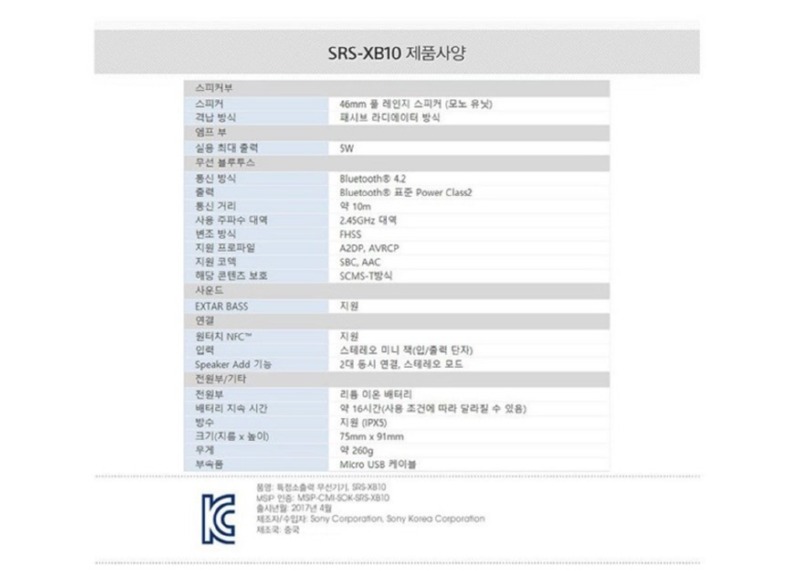 SRS-XB10 제품사양
스피커부
스피커 46mm 풀 레인지 스피커 (모노 유닛)
격납 방식 패시브 라디에이터 방식
앰프 부
실용 최대 출력 5W
무선 블루투스
통신 방식 Bluetooth® 4.2
출력 Bluetooth® 표준 Power Class2
통신 거리 약 10m
사용 주파수 대역 2.45GHz 대역
변조 방식 FHSS
지원 프로파일 A2DP, AVRCP
지원 코덱 SBC, AAC
해당 콘텐츠 보호 SCMS-T방식
사운드
EXTAR BASS 지원
연결
원터치 NFC™ 지원
입력 스테레오 미니 잭(입/출력 단자)
Speaker Add 기능 2대 동시 연결, 스테레오 모드
전원부/기타
전원부 리튬 이온 배터리
배터리 지속 시간 약 16시간(사용 조건에 따라 달라질 수 있음)
방수 지원 (IPX5)
크기(지름 x 높이) 75mm x 91mm
무게 약 260g
부속품 Micro USB 케이블
품명: 특정소출력 무선기기, SRS-XB10
MSIP 인증: MSIP-CMI-SOK-SRS-XB10
출시년월: 2017년 4월
제조자/수입자: Sony Corporation, Sony Korea Corporation
제조국: 중국